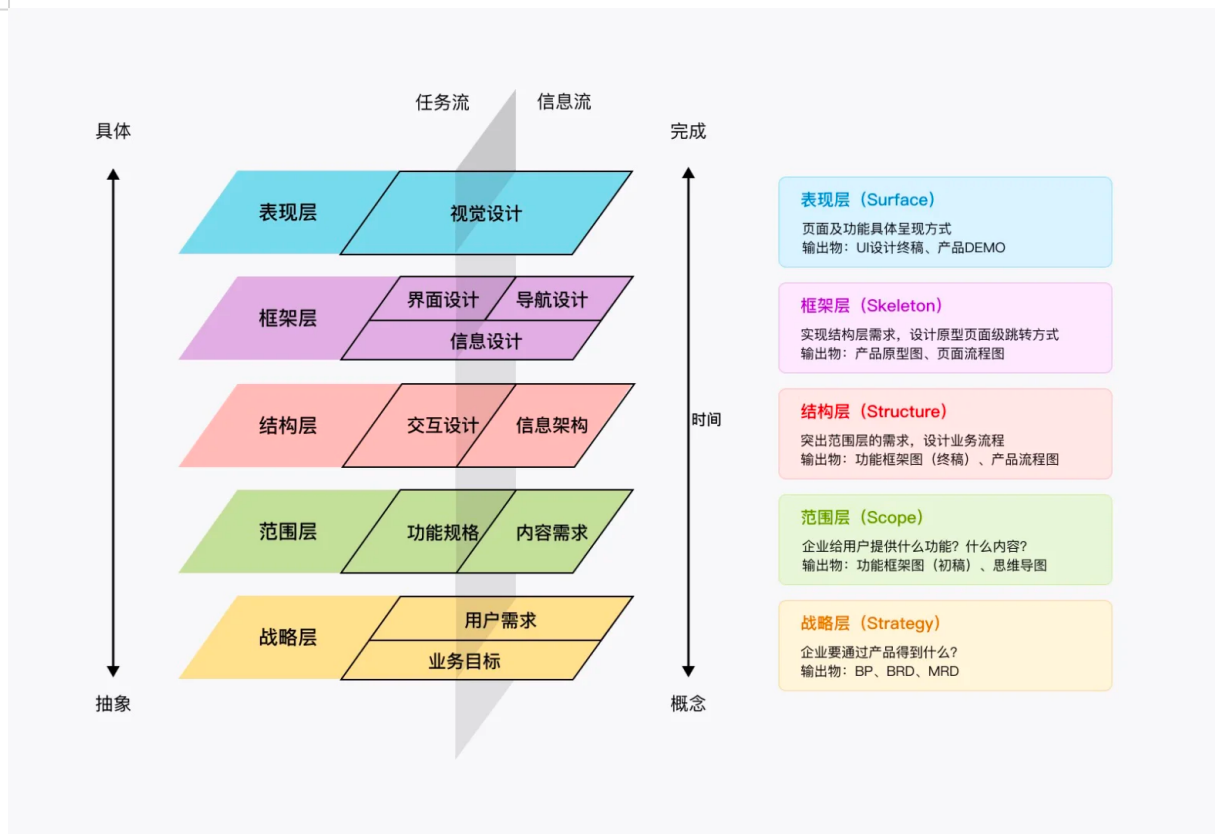 任务流
信息流
具体
完成
表现层
视觉设计
框架层
界面设计
导航设计
信息设计
结构层
交互设计
信息架构
范围层
功能规格
内容需求
战略层
用户需求
业务目标
抽象
时间
概念
表现层（Surface）
页面及功能具体呈现方式
输出物：UI设计终稿、产品DEMO
框架层（Skeleton）
实现结构层需求，设计原型页面级跳转方式
输出物：产品原型图、页面流程图
结构层（Structure）
突出范围层的需求，设计业务流程
输出物：功能框架图（终稿）、产品流程图
范围层（Scope）
企业给用户提供什么功能？什么内容？
输出物：功能框架图（初稿）、思维导图
战略层（Strategy）
企业要通过产品得到什么？
输出物：BP、BRD、MRD